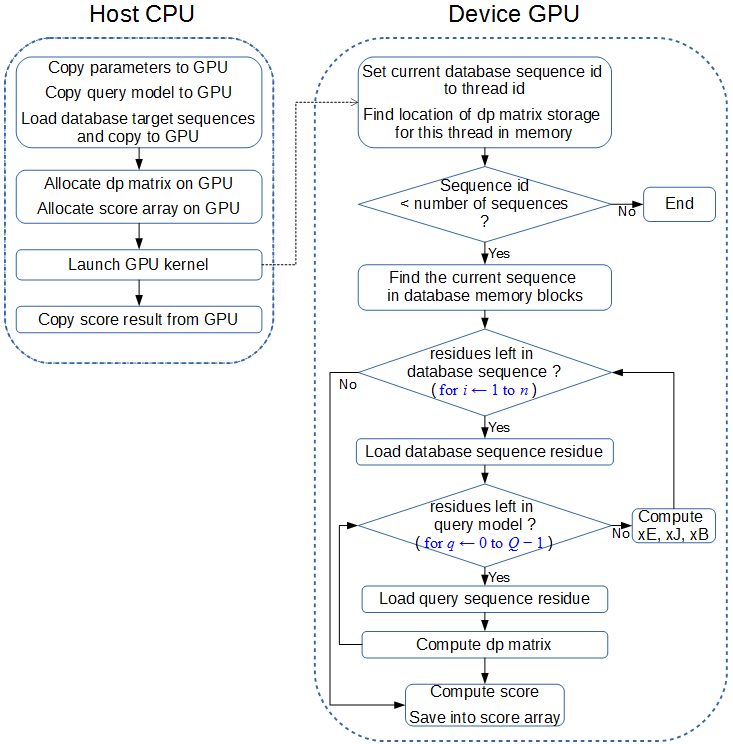 Host CPU
Copy parameters to GPU
Copy query model to GPU
Load database target sequences
and copy to GPU
Allocate dp matrix on GPU
Allocate score array on GPU
Launch GPU kernel
Copy score result from GPU
Device GPU
Set current database sequence id
to thread id
Find location of dp matrix storage
for this thread in memory
Sequence id
< number of sequences
?
No
End
Yes
Find the current sequence
in database memory blocks
residues left in
database sequence ?
( for i ← 1 to n )
No
Yes
Load database sequence residue
residues left in
query model ?
( for q ← 0 to Q − 1 )
No
Compute
xE, xJ, xB
Yes
Load query sequence residue
Compute dp matrix
Compute score
Save into score array